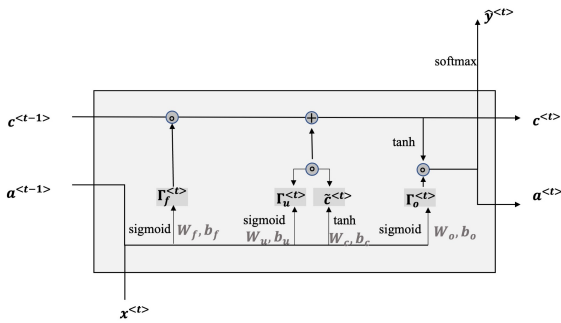 ŷ<t>
softmax
c<t−1>
c<t>
tanh
a<t−1>
Γf<t>
Γu<t>
c̃<t>
Γo<t>
a<t>
sigmoid
Wf, bf
sigmoid
Wu, bu
tanh
Wc, bc
sigmoid
Wo, bo
x<t>